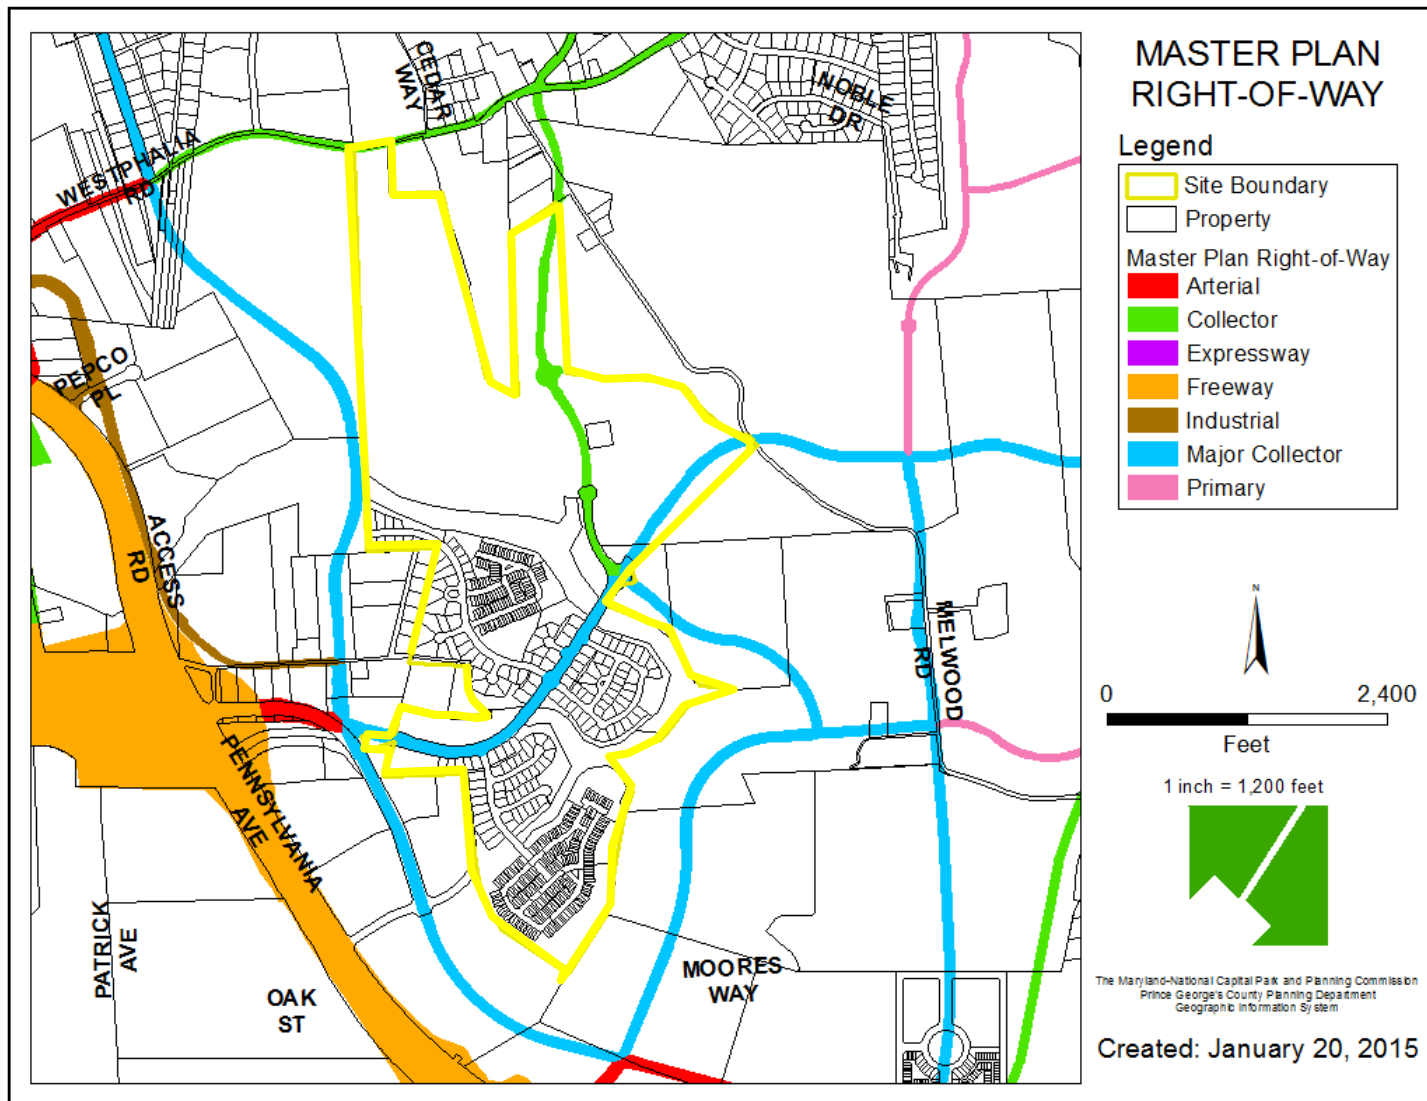 MASTER PLAN
RIGHT-OF-WAY
Legend
Site Boundary
Property
Master Plan Right-of-Way
Arterial
Collector
Expressway
Freeway
Industrial
Major Collector
Primary
N
0 2,400
Feet
1 inch = 1,200 feet
The Maryland-National Capital Park and Planning Commission
Prince George's County Planning Department
Geographic Information System
Created: January 20, 2015
CEDAR
WAY
NOBLE
DR
WESTPHALIA
RD
PEPCO
PL
ACCESS
RD
MELWOOD
RD
PENNSYLVANIA
AVE
PATRICK
AVE
OAK
ST
MOORES
WAY